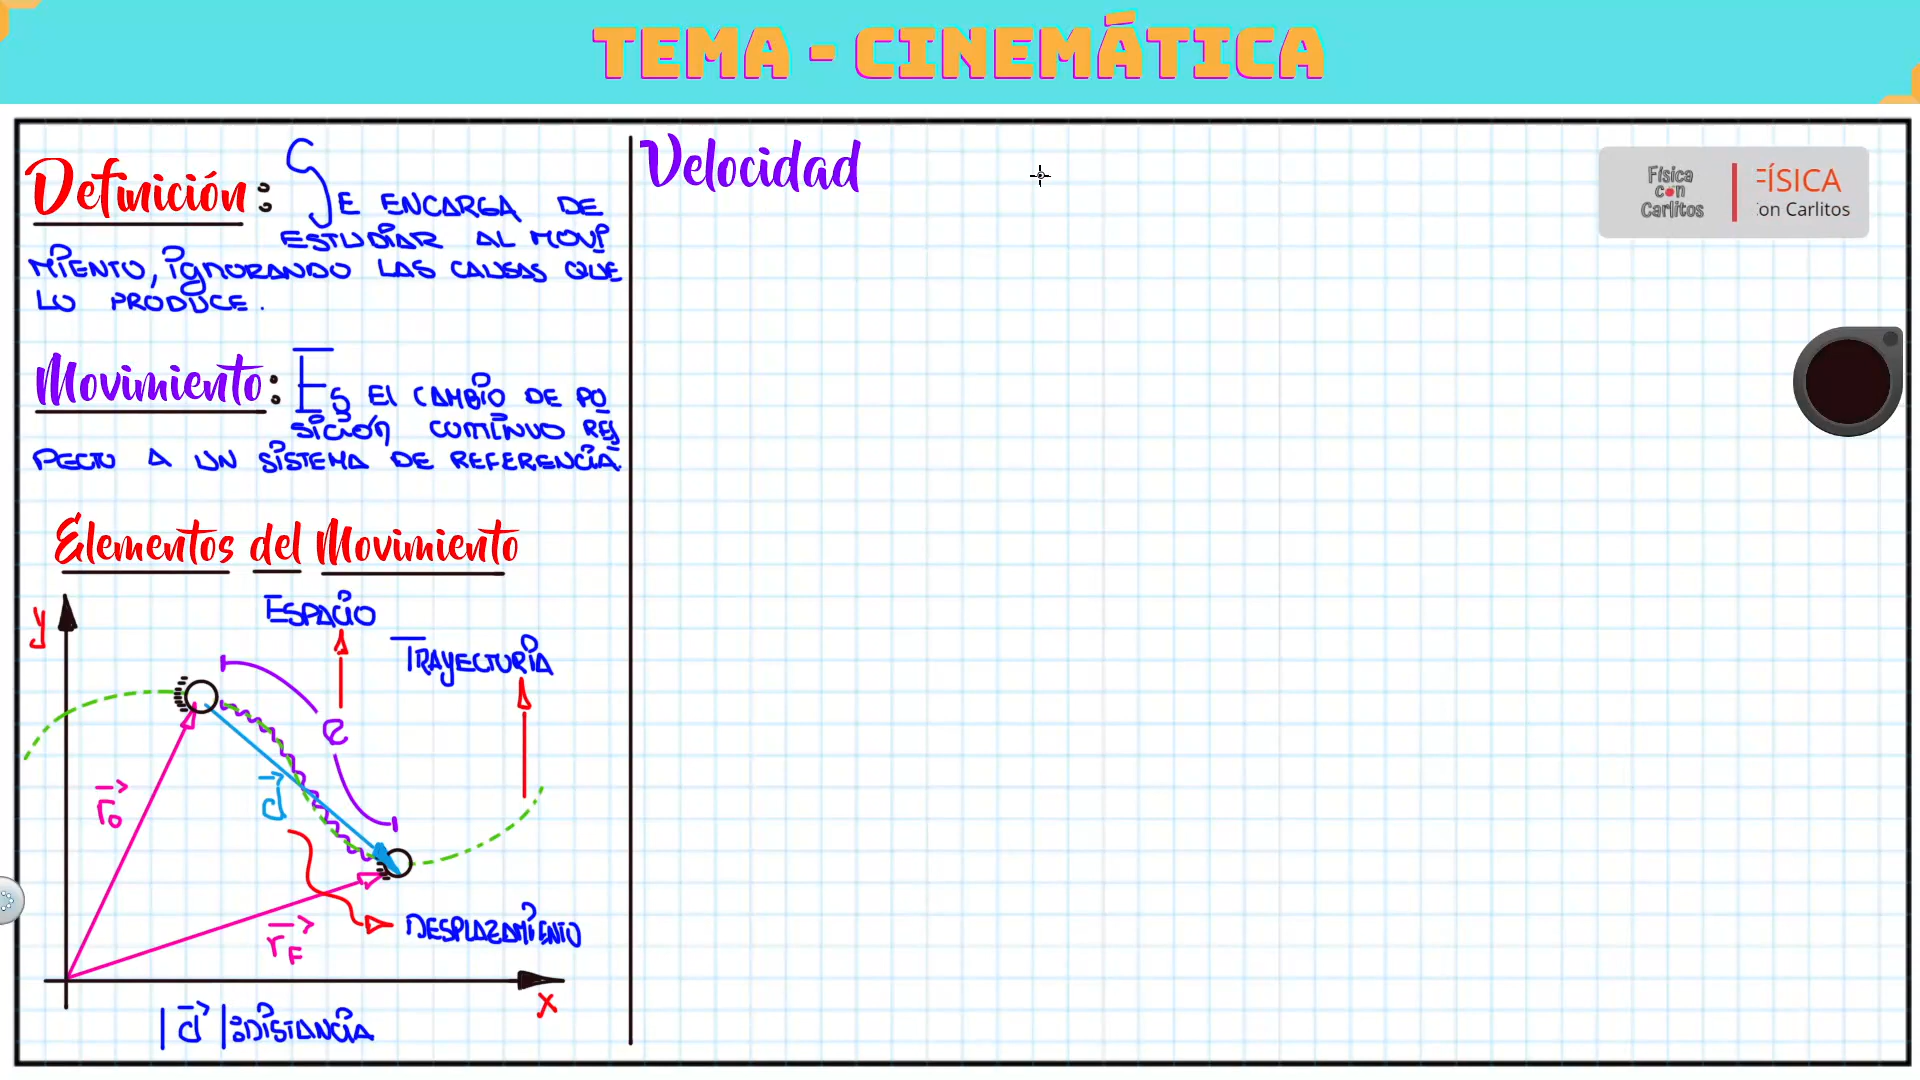 TEMA - CINEMÁTICA
Definición: SE ENCARGA DE
ESTUDIAR AL MOVI
MIENTO, IGNORANDO LAS CAUSAS QUE
LO PRODUCE.
Movimiento: ES El CAMBIO DE PO
SICIÓN CONTINUO RES
PECTO A UN SISTEMA DE REFERENCIA.
Elementos del Movimiento
y
ESPACIO
TRAYECTORIA
e
d
r₀
r_F
DESPLAZAMIENTO
x
|d|: DISTANCIA
Velocidad
Física
con
Carlitos
FÍSICA
on Carlitos